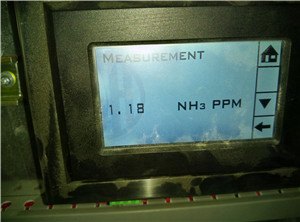 MEASUREMENT
1.18 NH₃ PPM